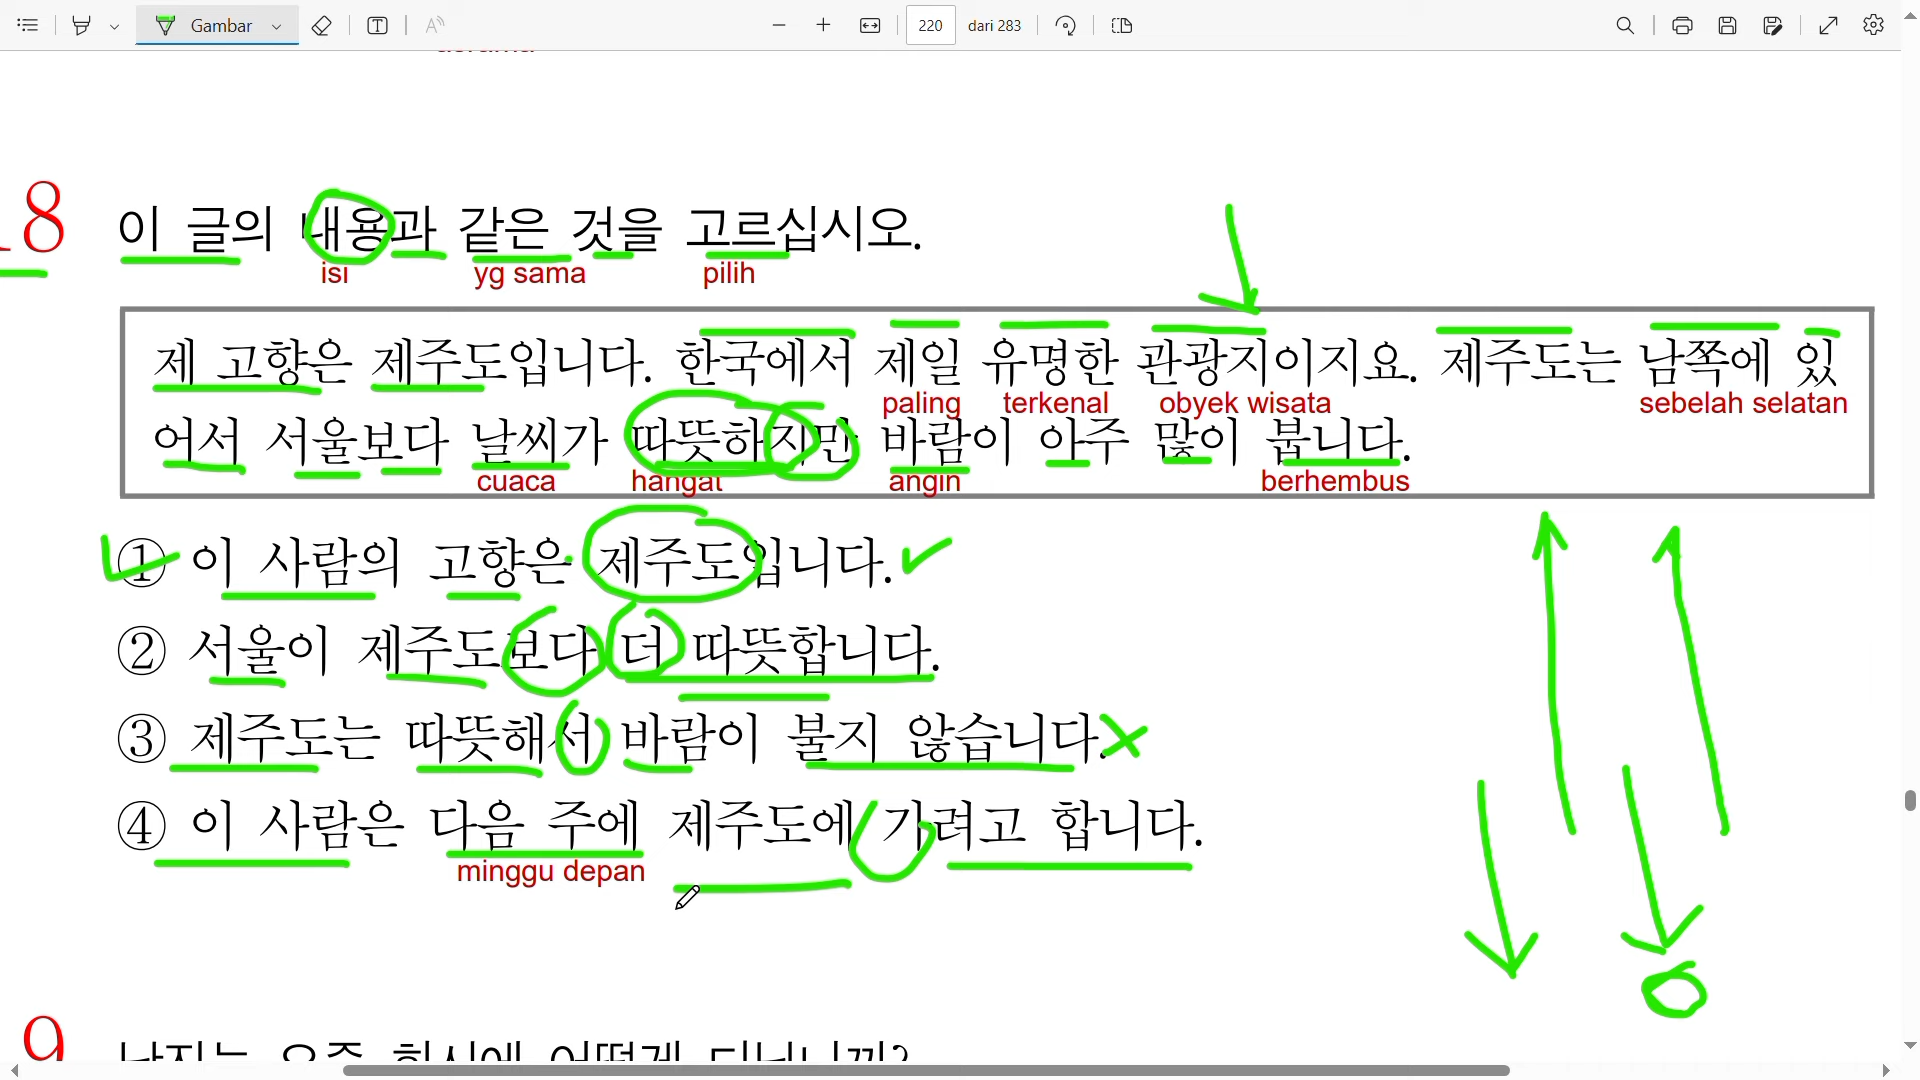 Gambar 220 dari 283
18 이 글의 내용과 같은 것을 고르십시오.
isi yg sama pilih
제 고향은 제주도입니다. 한국에서 제일 유명한 관광지이지요. 제주도는 남쪽에 있
paling terkenal obyek wisata sebelah selatan
어서 서울보다 날씨가 따뜻하지만 바람이 아주 많이 붑니다.
cuaca hangat angin berhembus
① 이 사람의 고향은 제주도입니다.
② 서울이 제주도보다 더 따뜻합니다.
③ 제주도는 따뜻해서 바람이 불지 않습니다.
④ 이 사람은 다음 주에 제주도에 가려고 합니다.
minggu depan
9